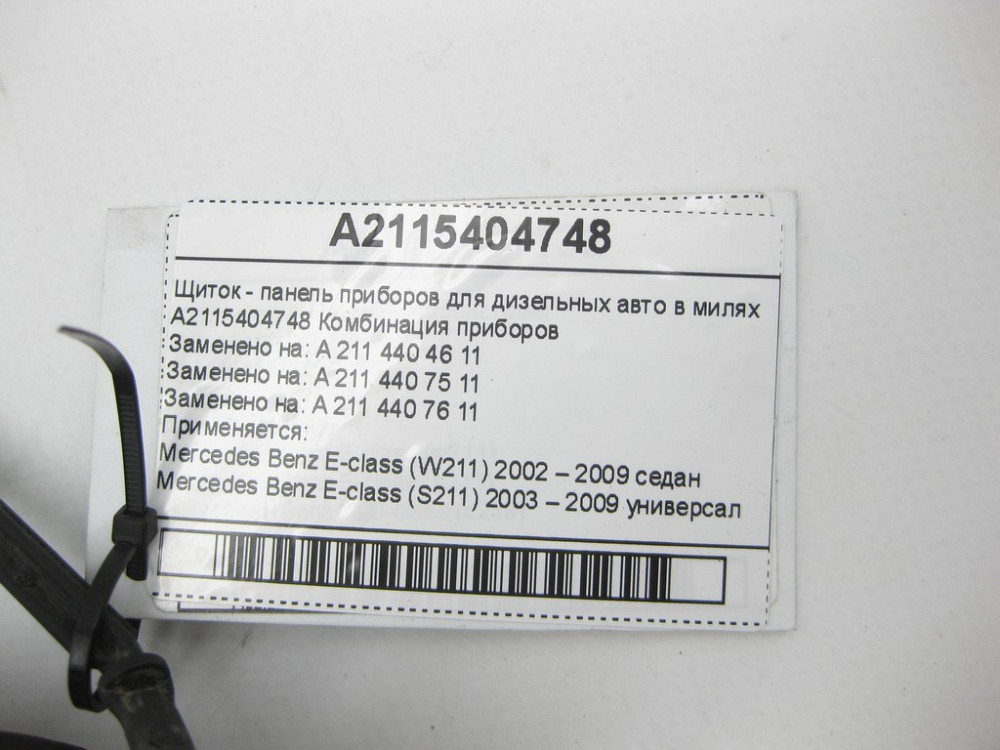 A2115404748
Щиток - панель приборов для дизельных авто в милях
A2115404748 Комбинация приборов
Заменено на: A 211 440 46 11
Заменено на: A 211 440 75 11
Заменено на: A 211 440 76 11
Применяется:
Mercedes Benz E-class (W211) 2002 – 2009 седан
Mercedes Benz E-class (S211) 2003 – 2009 универсал